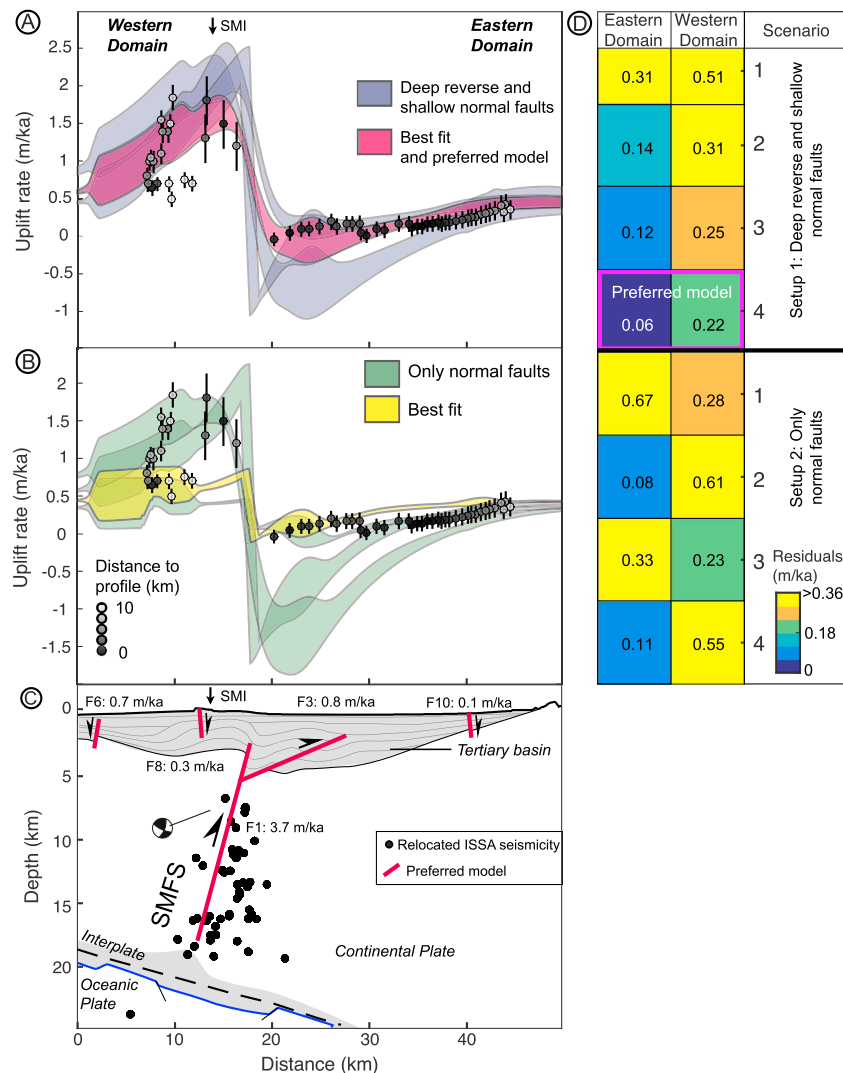 A
Western
Domain
SMI
Eastern
Domain
2.5
2
1.5
1
0.5
0
-0.5
-1
Uplift rate (m/ka)
Deep reverse and
shallow normal faults
Best fit
and preferred model
B
2
1.5
1
0.5
0
-0.5
-1
-1.5
Uplift rate (m/ka)
Only normal faults
Best fit
Distance to
profile (km)
10
0
C
F6: 0.7 m/ka
SMI
F3: 0.8 m/ka
F10: 0.1 m/ka
Tertiary basin
F8: 0.3 m/ka
F1: 3.7 m/ka
SMFS
Relocated ISSA seismicity
Preferred model
Interplate
Oceanic
Plate
Continental Plate
0
5
10
15
20
Depth (km)
0
10
20
30
40
Distance (km)
D
Eastern
Domain
Western
Domain
Scenario
0.31
0.51
1
0.14
0.31
2
0.12
0.25
3
Preferred model
0.06
0.22
4
Setup 1: Deep reverse and shallow
normal faults
0.67
0.28
1
0.08
0.61
2
0.33
0.23
3
0.11
0.55
4
Setup 2: Only
normal faults
Residuals
(m/ka)
>0.36
0.18
0